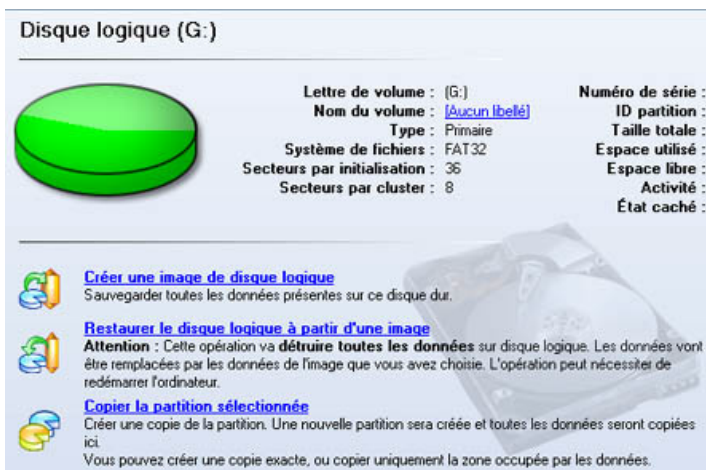 Disque logique (G:)
Lettre de volume : (G:) Numéro de série :
Nom du volume : [Aucun libellé] ID partition :
Type : Primaire Taille totale :
Système de fichiers : FAT32 Espace utilisé :
Secteurs par initialisation : 36 Espace libre :
Secteurs par cluster : 8 Activité :
État caché :
Créer une image de disque logique
Sauvegarder toutes les données présentes sur ce disque dur.
Restaurer le disque logique à partir d'une image
Attention : Cette opération va détruire toutes les données sur disque logique. Les données vont
être remplacées par les données de l'image que vous avez choisie. L'opération peut nécessiter de
redémarrer l'ordinateur.
Copier la partition sélectionnée
Créer une copie de la partition. Une nouvelle partition sera créée et toutes les données seront copiées
ici.
Vous pouvez créer une copie exacte, ou copier uniquement la zone occupée par les données.